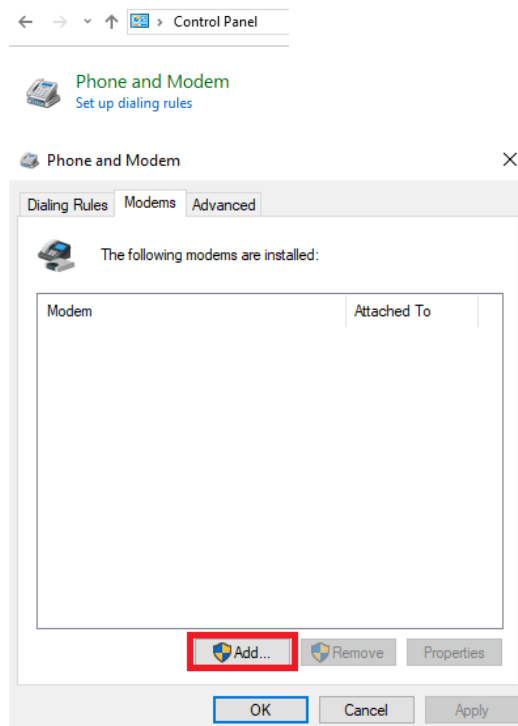 Control Panel
Phone and Modem
Set up dialing rules
Phone and Modem
Dialing Rules Modems Advanced
The following modems are installed:
Modem Attached To
Add... Remove Properties
OK Cancel Apply